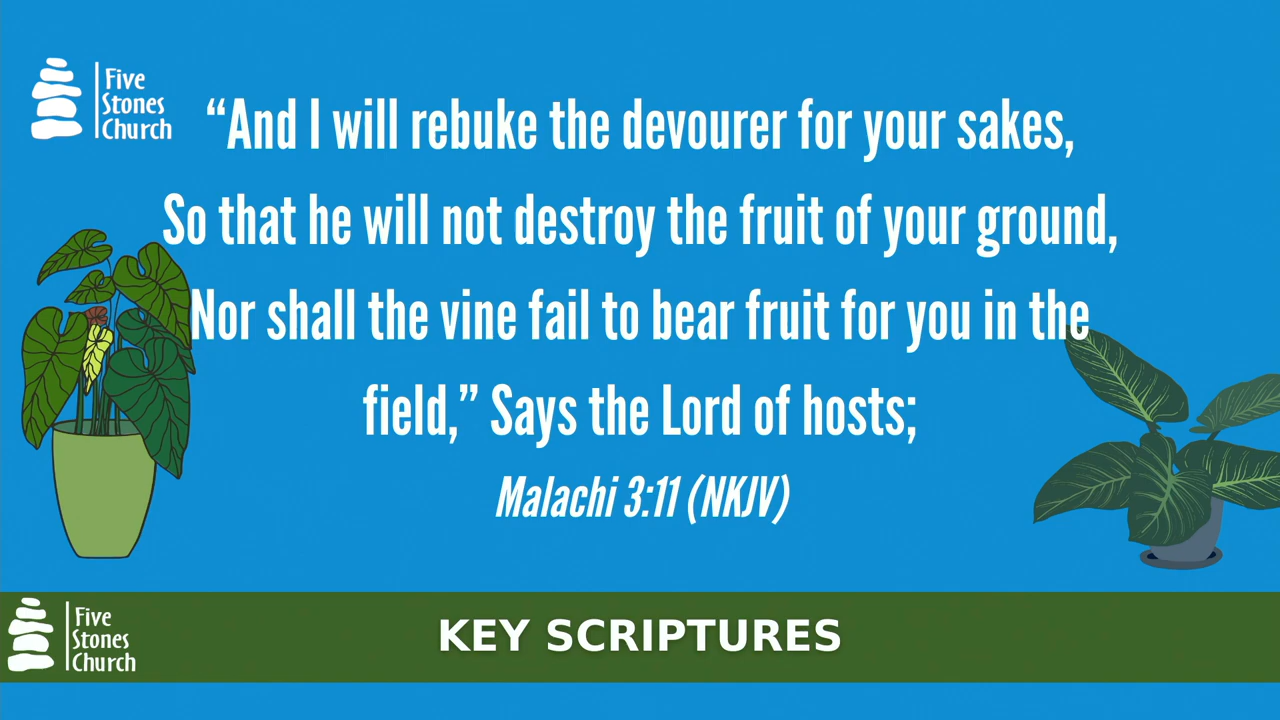 Five
Stones
Church
“And I will rebuke the devourer for your sakes,
So that he will not destroy the fruit of your ground,
Nor shall the vine fail to bear fruit for you in the
field,” Says the Lord of hosts;
Malachi 3:11 (NKJV)
Five
Stones
Church
KEY SCRIPTURES